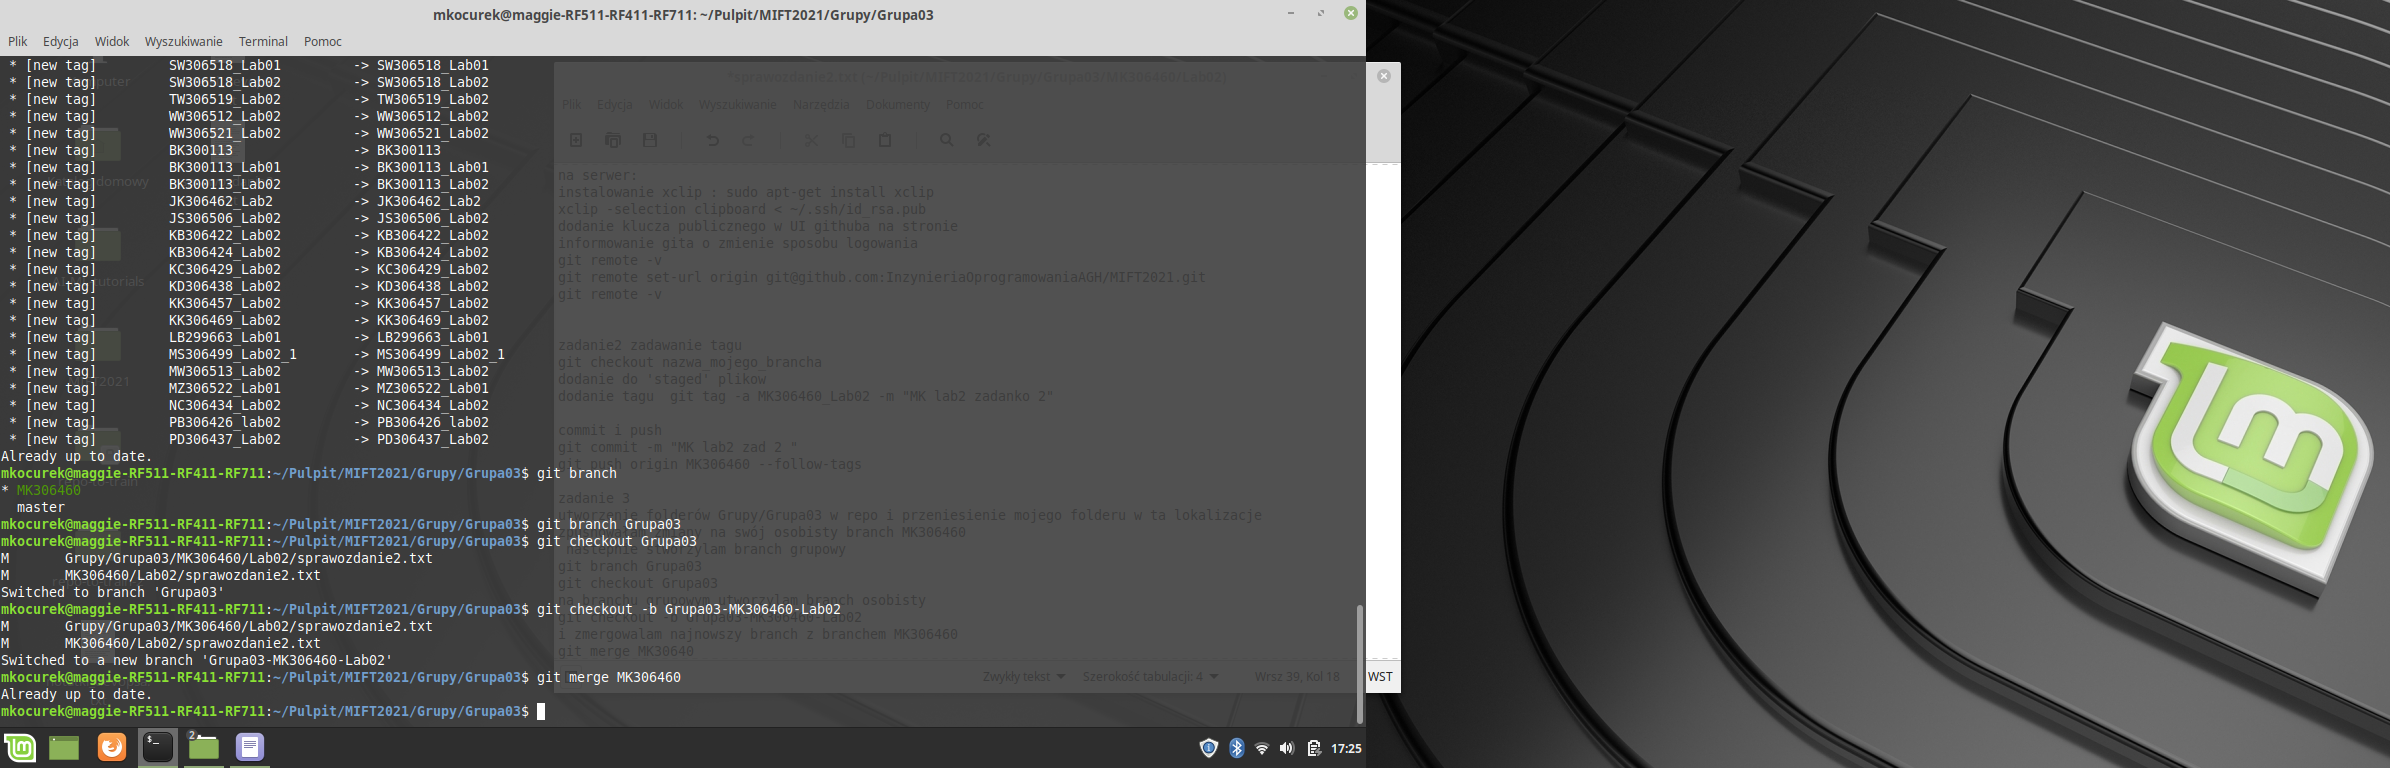 mkocurek@maggie-RF511-RF411-RF711: ~/Pulpit/MIFT2021/Grupy/Grupa03
Plik Edycja Widok Wyszukiwanie Terminal Pomoc
* [new tag] SW306518_Lab01 -> SW306518_Lab01
* [new tag] SW306518_Lab02 -> SW306518_Lab02
* [new tag] TW306519_Lab02 -> TW306519_Lab02
* [new tag] WW306512_Lab02 -> WW306512_Lab02
* [new tag] WW306521_Lab02 -> WW306521_Lab02
* [new tag] BK300113 -> BK300113
* [new tag] BK300113_Lab01 -> BK300113_Lab01
* [new tag] BK300113_Lab02 -> BK300113_Lab02
* [new tag] JK306462_Lab2 -> JK306462_Lab2
* [new tag] JS306506_Lab02 -> JS306506_Lab02
* [new tag] KB306422_Lab02 -> KB306422_Lab02
* [new tag] KB306424_Lab02 -> KB306424_Lab02
* [new tag] KC306429_Lab02 -> KC306429_Lab02
* [new tag] KD306438_Lab02 -> KD306438_Lab02
* [new tag] KK306457_Lab02 -> KK306457_Lab02
* [new tag] KK306469_Lab02 -> KK306469_Lab02
* [new tag] LB299663_Lab01 -> LB299663_Lab01
* [new tag] MS306499_Lab02_1 -> MS306499_Lab02_1
* [new tag] MW306513_Lab02 -> MW306513_Lab02
* [new tag] MZ306522_Lab01 -> MZ306522_Lab01
* [new tag] NC306434_Lab02 -> NC306434_Lab02
* [new tag] PB306426_lab02 -> PB306426_lab02
* [new tag] PD306437_Lab02 -> PD306437_Lab02
Already up to date.
mkocurek@maggie-RF511-RF411-RF711:~/Pulpit/MIFT2021/Grupy/Grupa03$ git branch
* MK306460
master
mkocurek@maggie-RF511-RF411-RF711:~/Pulpit/MIFT2021/Grupy/Grupa03$ git branch Grupa03
mkocurek@maggie-RF511-RF411-RF711:~/Pulpit/MIFT2021/Grupy/Grupa03$ git checkout Grupa03
M Grupy/Grupa03/MK306460/Lab02/sprawozdanie2.txt
M MK306460/Lab02/sprawozdanie2.txt
Switched to branch 'Grupa03'
mkocurek@maggie-RF511-RF411-RF711:~/Pulpit/MIFT2021/Grupy/Grupa03$ git checkout -b Grupa03-MK306460-Lab02
M Grupy/Grupa03/MK306460/Lab02/sprawozdanie2.txt
M MK306460/Lab02/sprawozdanie2.txt
Switched to a new branch 'Grupa03-MK306460-Lab02'
mkocurek@maggie-RF511-RF411-RF711:~/Pulpit/MIFT2021/Grupy/Grupa03$ git merge MK306460
Already up to date.
mkocurek@maggie-RF511-RF411-RF711:~/Pulpit/MIFT2021/Grupy/Grupa03$
*sprawozdanie2.txt (~/Pulpit/MIFT2021/Grupy/Grupa03/MK306460/Lab02)
Plik Edycja Widok Wyszukiwanie Narzędzia Dokumenty Pomoc
na serwer:
instalowanie xclip : sudo apt-get install xclip
xclip -selection clipboard < ~/.ssh/id_rsa.pub
dodanie klucza publicznego w UI githuba na stronie
informowanie gita o zmienie sposobu logowania
git remote -v
git remote set-url origin git@github.com:InzynieriaOprogramowaniaAGH/MIFT2021.git
git remote -v
zadanie2 zadawanie tagu
git checkout nazwa_mojego_brancha
dodanie do 'staged' plikow
dodanie tagu git tag -a MK306460_Lab02 -m "MK lab2 zadanko 2"
commit i push
git commit -m "MK lab2 zad 2 "
git push origin MK306460 --follow-tags
zadanie 3
utworzenie folderów Grupy/Grupa03 w repo i przeniesienie mojego folderu w ta lokalizacje
na swój osobisty branch MK306460
nastepnie stworzylam branch grupowy
git branch Grupa03
git checkout Grupa03
na branchu grupowym utworzylam branch osobisty
git checkout -b Grupa03-MK306460-Lab02
i zmergowalam najnowszy branch z branchem MK306460
git merge MK30640
Zwykły tekst Szerokość tabulacji: 4 Wrsz 39, Kol 18 WST
2
17:25